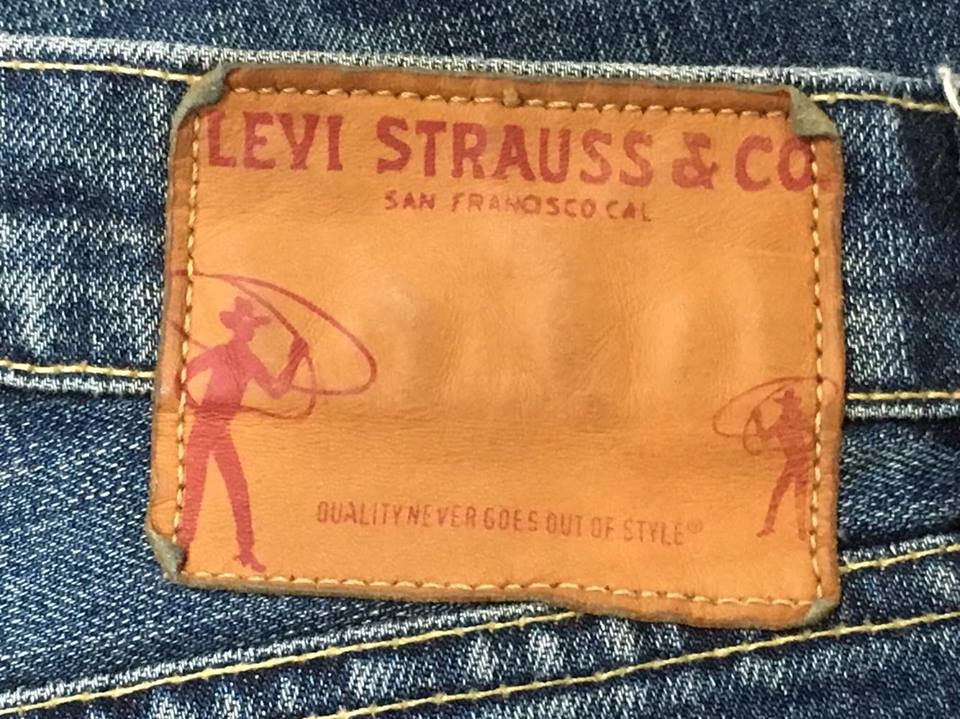 LEVI STRAUSS & CO.
SAN FRANCISCO CAL
QUALITY NEVER GOES OUT OF STYLE®